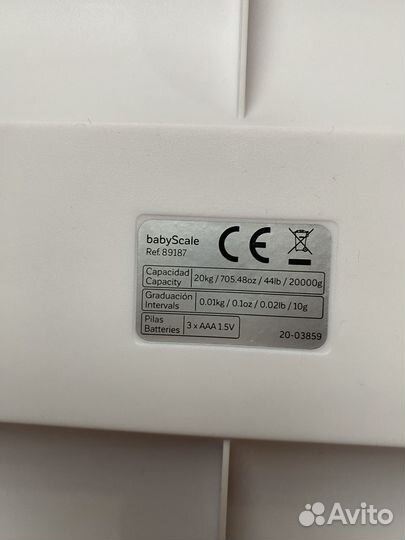 babyScale
Ref. 89187
CE
Capacidad
Capacity
20kg / 705.48oz / 44lb / 20000g
Graduación
Intervals
0.01kg / 0.1oz / 0.02lb / 10g
Pilas
Batteries
3 x AAA 1.5V
20-03859
Avito